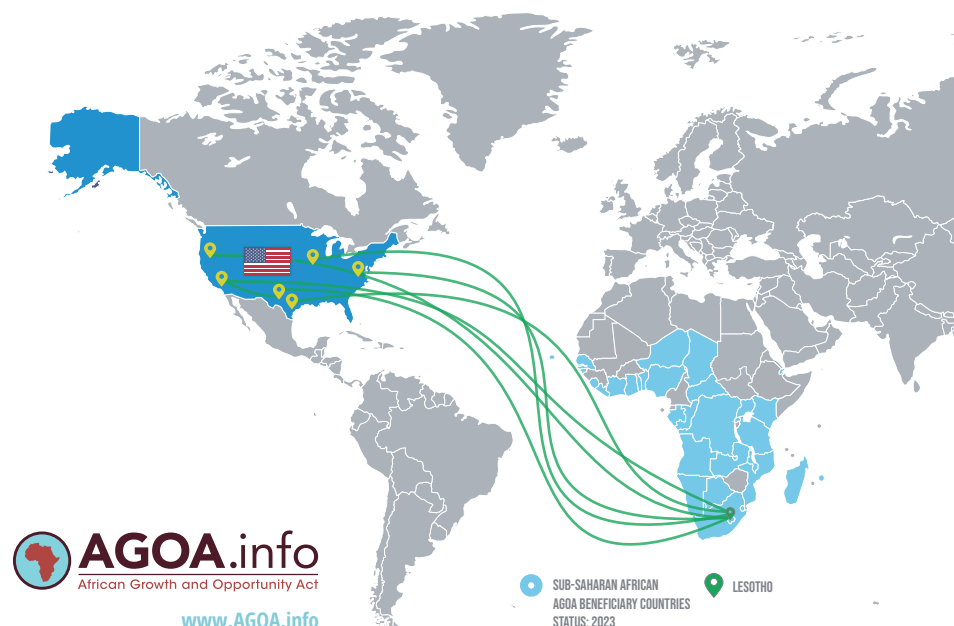 AGOA.info
African Growth and Opportunity Act
www.AGOA.info
SUB-SAHARAN AFRICAN
AGOA BENEFICIARY COUNTRIES
STATUS: 2023
LESOTHO